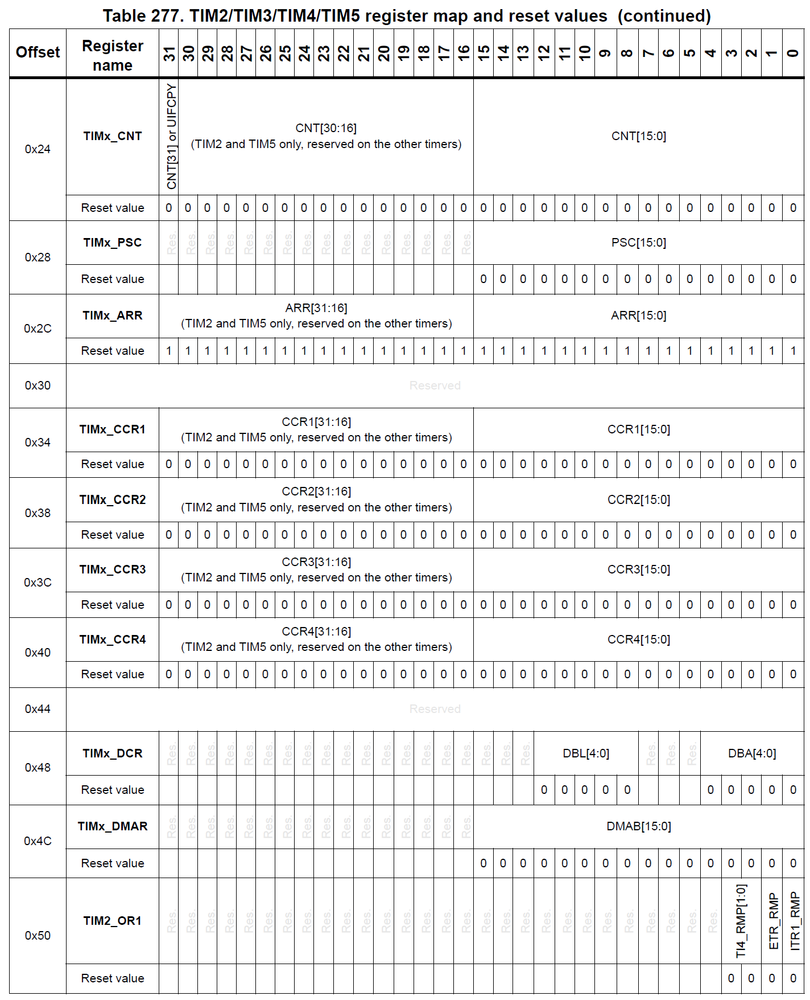 Table 277. TIM2/TIM3/TIM4/TIM5 register map and reset values (continued)
Offset Register name 31 30 29 28 27 26 25 24 23 22 21 20 19 18 17 16 15 14 13 12 11 10 9 8 7 6 5 4 3 2 1 0
0x24 TIMx_CNT CNT[31] or UIFCPY CNT[30:16] (TIM2 and TIM5 only, reserved on the other timers) CNT[15:0]
Reset value 0 0 0 0 0 0 0 0 0 0 0 0 0 0 0 0 0 0 0 0 0 0 0 0 0 0 0 0 0 0 0 0
0x28 TIMx_PSC Res. Res. Res. Res. Res. Res. Res. Res. Res. Res. Res. Res. Res. Res. Res. Res. PSC[15:0]
Reset value 0 0 0 0 0 0 0 0 0 0 0 0 0 0 0 0
0x2C TIMx_ARR ARR[31:16] (TIM2 and TIM5 only, reserved on the other timers) ARR[15:0]
Reset value 1 1 1 1 1 1 1 1 1 1 1 1 1 1 1 1 1 1 1 1 1 1 1 1 1 1 1 1 1 1 1 1
0x30 Reserved
0x34 TIMx_CCR1 CCR1[31:16] (TIM2 and TIM5 only, reserved on the other timers) CCR1[15:0]
Reset value 0 0 0 0 0 0 0 0 0 0 0 0 0 0 0 0 0 0 0 0 0 0 0 0 0 0 0 0 0 0 0 0
0x38 TIMx_CCR2 CCR2[31:16] (TIM2 and TIM5 only, reserved on the other timers) CCR2[15:0]
Reset value 0 0 0 0 0 0 0 0 0 0 0 0 0 0 0 0 0 0 0 0 0 0 0 0 0 0 0 0 0 0 0 0
0x3C TIMx_CCR3 CCR3[31:16] (TIM2 and TIM5 only, reserved on the other timers) CCR3[15:0]
Reset value 0 0 0 0 0 0 0 0 0 0 0 0 0 0 0 0 0 0 0 0 0 0 0 0 0 0 0 0 0 0 0 0
0x40 TIMx_CCR4 CCR4[31:16] (TIM2 and TIM5 only, reserved on the other timers) CCR4[15:0]
Reset value 0 0 0 0 0 0 0 0 0 0 0 0 0 0 0 0 0 0 0 0 0 0 0 0 0 0 0 0 0 0 0 0
0x44 Reserved
0x48 TIMx_DCR Res. Res. Res. Res. Res. Res. Res. Res. Res. Res. Res. Res. Res. Res. Res. Res. Res. Res. Res. DBL[4:0] Res. Res. Res. DBA[4:0]
Reset value 0 0 0 0 0 0 0 0 0 0
0x4C TIMx_DMAR Res. Res. Res. Res. Res. Res. Res. Res. Res. Res. Res. Res. Res. Res. Res. Res. DMAB[15:0]
Reset value 0 0 0 0 0 0 0 0 0 0 0 0 0 0 0 0
0x50 TIM2_OR1 Res. Res. Res. Res. Res. Res. Res. Res. Res. Res. Res. Res. Res. Res. Res. Res. Res. Res. Res. Res. Res. Res. Res. Res. Res. Res. Res. Res. TI4_RMP[1:0] ETR_RMP ITR1_RMP
Reset value 0 0 0 0